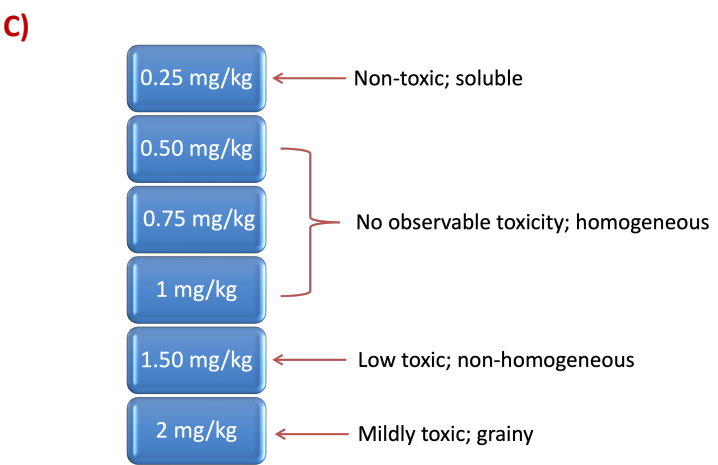 C)
0.25 mg/kg
Non-toxic; soluble
0.50 mg/kg
0.75 mg/kg
No observable toxicity; homogeneous
1 mg/kg
1.50 mg/kg
Low toxic; non-homogeneous
2 mg/kg
Mildly toxic; grainy